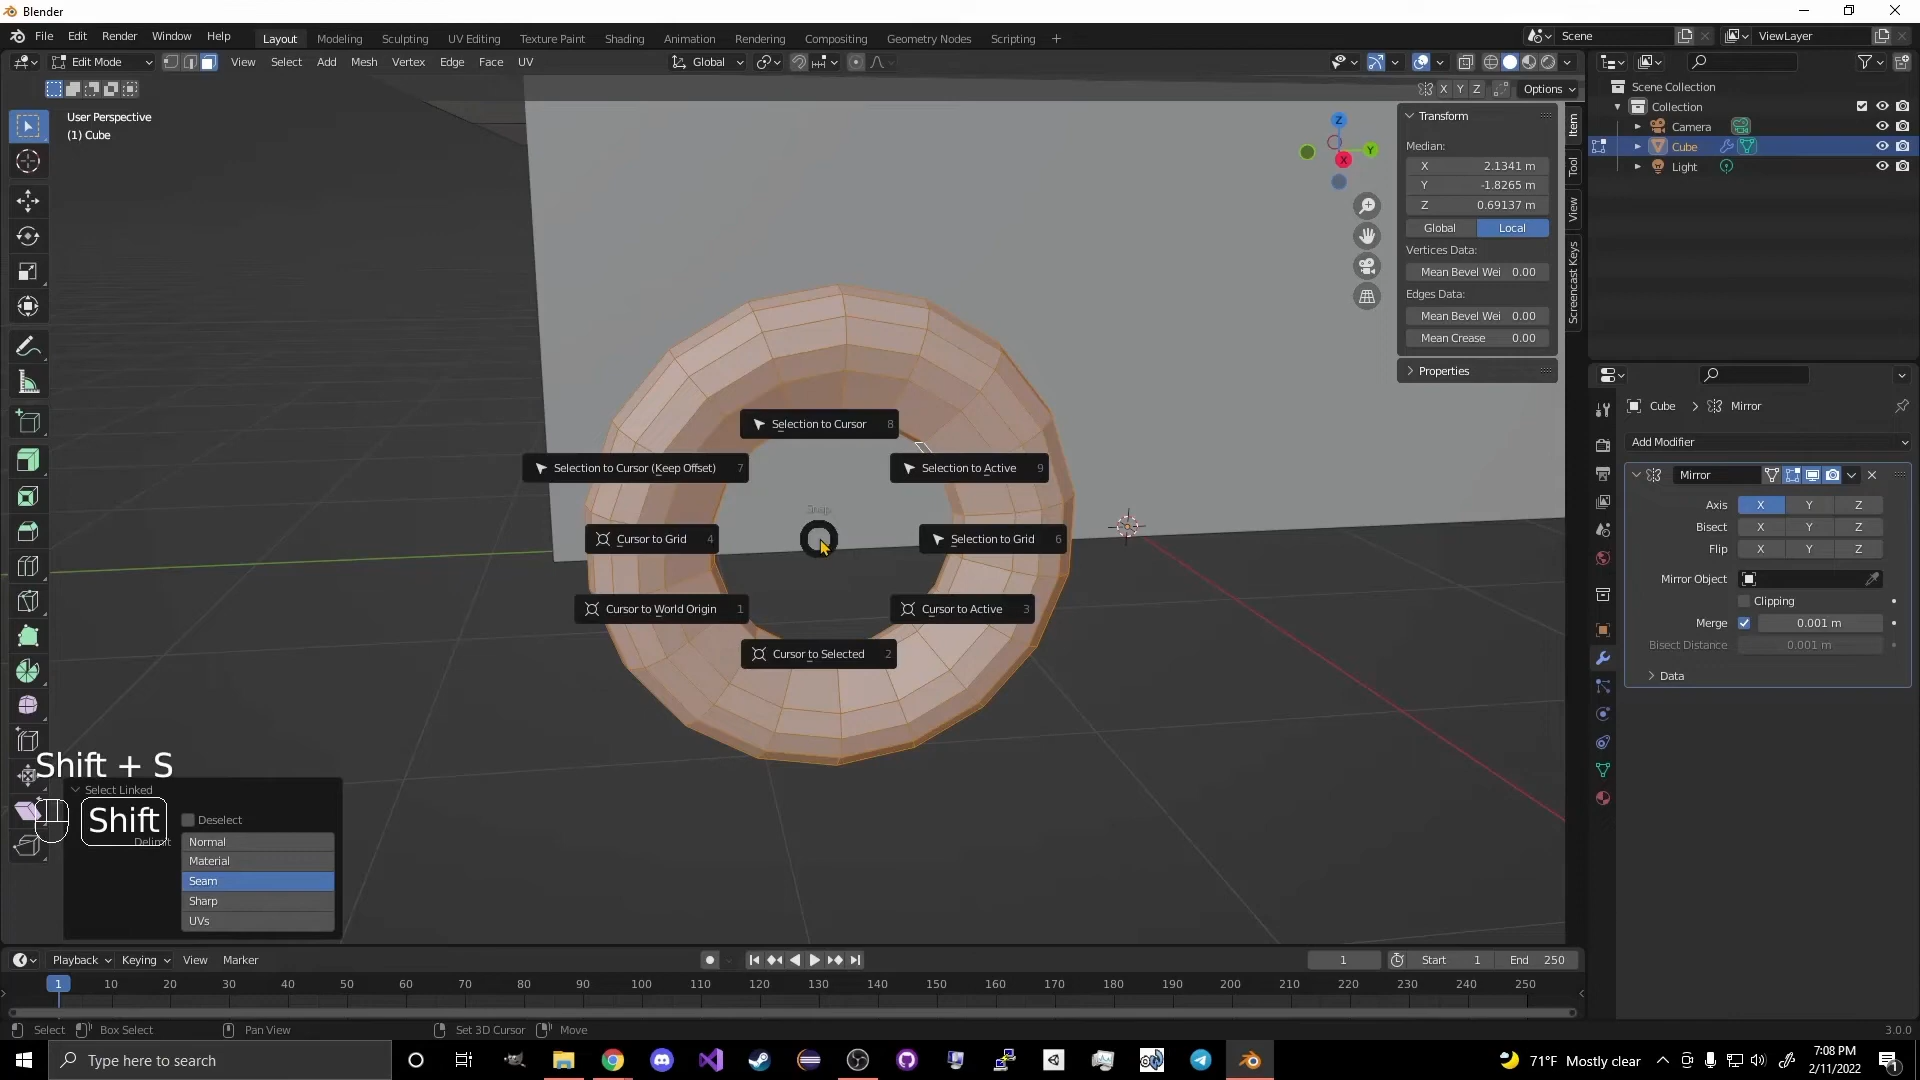 Blender
File Edit Render Window Help Layout Modeling Sculpting UV Editing Texture Paint Shading Animation Rendering Compositing Geometry Nodes Scripting + Scene ViewLayer
Edit Mode View Select Add Mesh Vertex Edge Face UV Global
X Y Z Options
User Perspective
(1) Cube
Z
Y
X
Transform
Median:
X 2.1341 m
Y -1.8265 m
Z 0.69137 m
Global Local
Vertices Data:
Mean Bevel Wei 0.00
Edges Data:
Mean Bevel Wei 0.00
Mean Crease 0.00
Properties
Item
Tool
View
Screencast Keys
Scene Collection
Collection
Camera
Cube
Light
Cube > Mirror
Add Modifier
Mirror
Axis X Y Z
Bisect X Y Z
Flip X Y Z
Mirror Object
Clipping
Merge 0.001 m
Bisect Distance 0.001 m
Data
Selection to Cursor 8
Selection to Cursor (Keep Offset) 7
Selection to Active 9
Snap
Cursor to Grid 4
Selection to Grid 6
Cursor to World Origin 1
Cursor to Active 3
Cursor to Selected 2
Shift + S
Select Linked
Shift
Deselect
Delimit
Normal
Material
Seam
Sharp
UVs
Playback Keying View Marker 1 Start 1 End 250
1 10 20 30 40 50 60 70 80 90 100 110 120 130 140 150 160 170 180 190 200 210 220 230 240 250
Select Box Select Pan View Set 3D Cursor Move 3.0.0
Type here to search 71°F Mostly clear 7:08 PM
2/11/2022
1